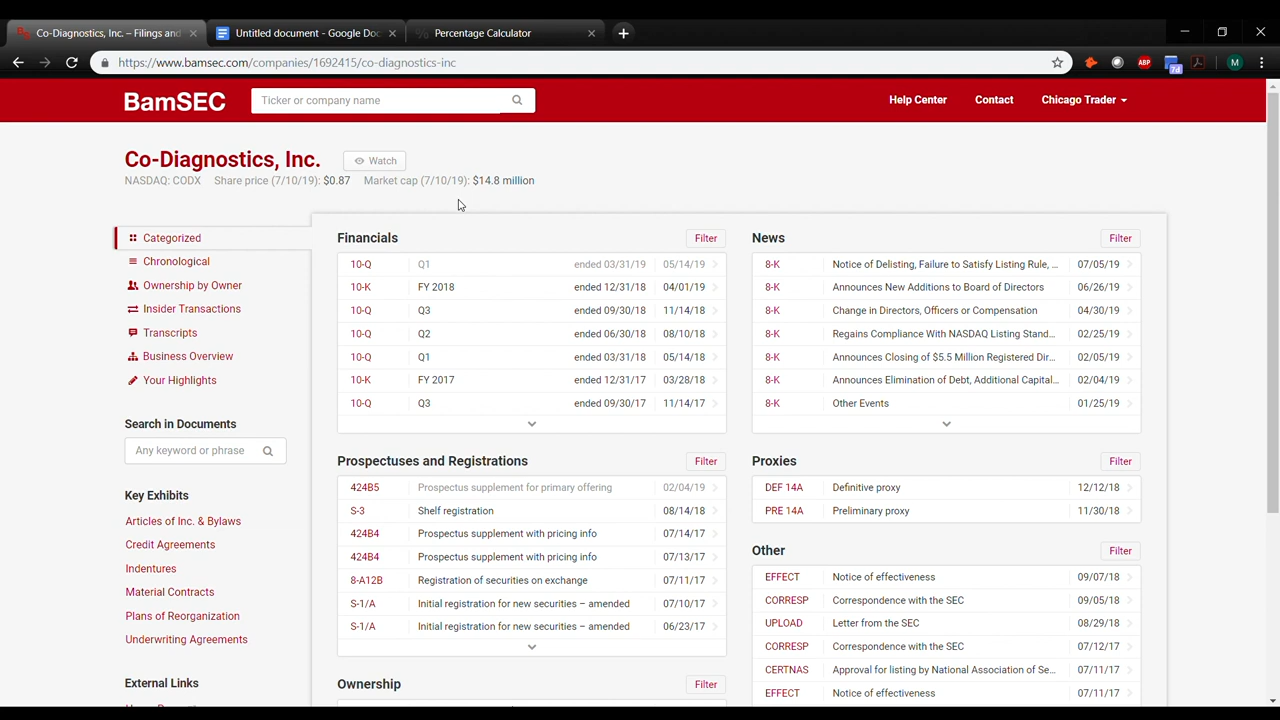 Co-Diagnostics, Inc. – Filings and
Untitled document - Google Doc
Percentage Calculator
https://www.bamsec.com/companies/1692415/co-diagnostics-inc
ABP
7d
M
BamSEC
Ticker or company name
Help Center
Contact
Chicago Trader
Co-Diagnostics, Inc.
Watch
NASDAQ: CODX Share price (7/10/19): $0.87 Market cap (7/10/19): $14.8 million
Categorized
Chronological
Ownership by Owner
Insider Transactions
Transcripts
Business Overview
Your Highlights
Search in Documents
Any keyword or phrase
Key Exhibits
Articles of Inc. & Bylaws
Credit Agreements
Indentures
Material Contracts
Plans of Reorganization
Underwriting Agreements
External Links
Financials Filter
10-Q Q1 ended 03/31/19 05/14/19
10-K FY 2018 ended 12/31/18 04/01/19
10-Q Q3 ended 09/30/18 11/14/18
10-Q Q2 ended 06/30/18 08/10/18
10-Q Q1 ended 03/31/18 05/14/18
10-K FY 2017 ended 12/31/17 03/28/18
10-Q Q3 ended 09/30/17 11/14/17
Prospectuses and Registrations Filter
424B5 Prospectus supplement for primary offering 02/04/19
S-3 Shelf registration 08/14/18
424B4 Prospectus supplement with pricing info 07/14/17
424B4 Prospectus supplement with pricing info 07/13/17
8-A12B Registration of securities on exchange 07/11/17
S-1/A Initial registration for new securities – amended 07/10/17
S-1/A Initial registration for new securities – amended 06/23/17
Ownership Filter
News Filter
8-K Notice of Delisting, Failure to Satisfy Listing Rule, ... 07/05/19
8-K Announces New Additions to Board of Directors 06/26/19
8-K Change in Directors, Officers or Compensation 04/30/19
8-K Regains Compliance With NASDAQ Listing Stand... 02/25/19
8-K Announces Closing of $5.5 Million Registered Dir... 02/05/19
8-K Announces Elimination of Debt, Additional Capital... 02/04/19
8-K Other Events 01/25/19
Proxies Filter
DEF 14A Definitive proxy 12/12/18
PRE 14A Preliminary proxy 11/30/18
Other Filter
EFFECT Notice of effectiveness 09/07/18
CORRESP Correspondence with the SEC 09/05/18
UPLOAD Letter from the SEC 08/29/18
CORRESP Correspondence with the SEC 07/12/17
CERTNAS Approval for listing by National Association of Se... 07/11/17
EFFECT Notice of effectiveness 07/11/17